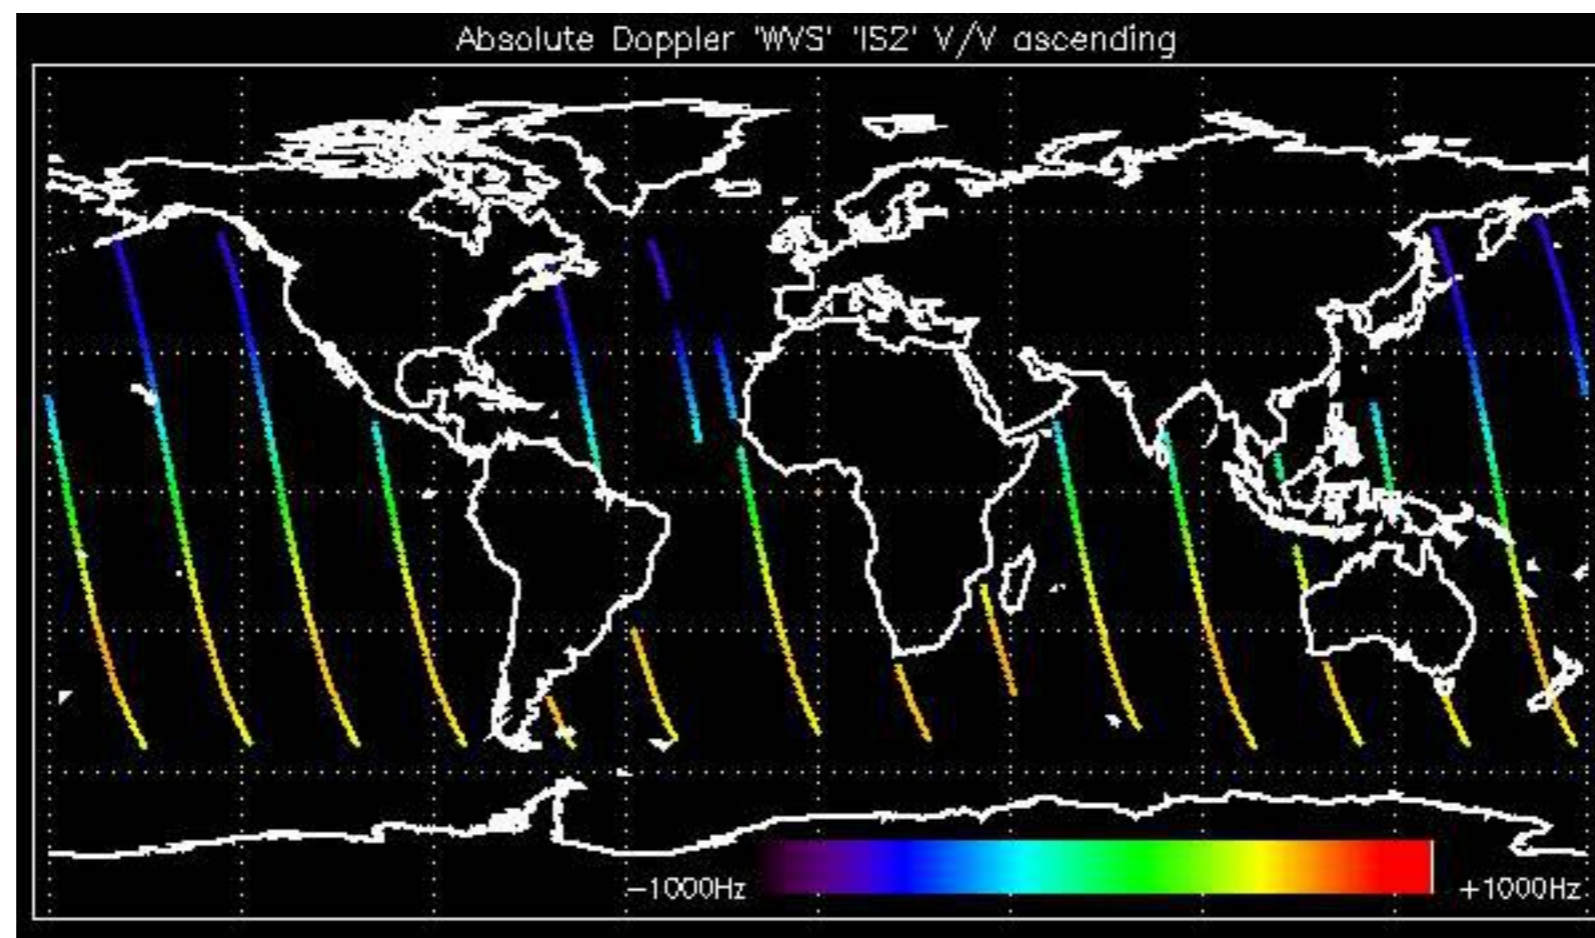 Absolute Doppler 'WVS' 'IS2' V/V ascending
−1000Hz +1000Hz